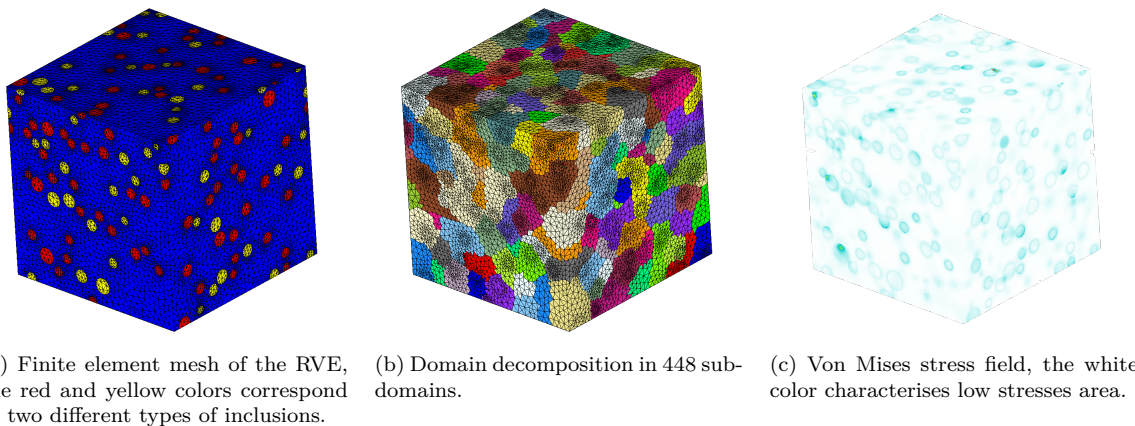 ) Finite element mesh of the RVE,
e red and yellow colors correspond
two different types of inclusions.
(b) Domain decomposition in 448 sub-
domains.
(c) Von Mises stress field, the white
color characterises low stresses area.